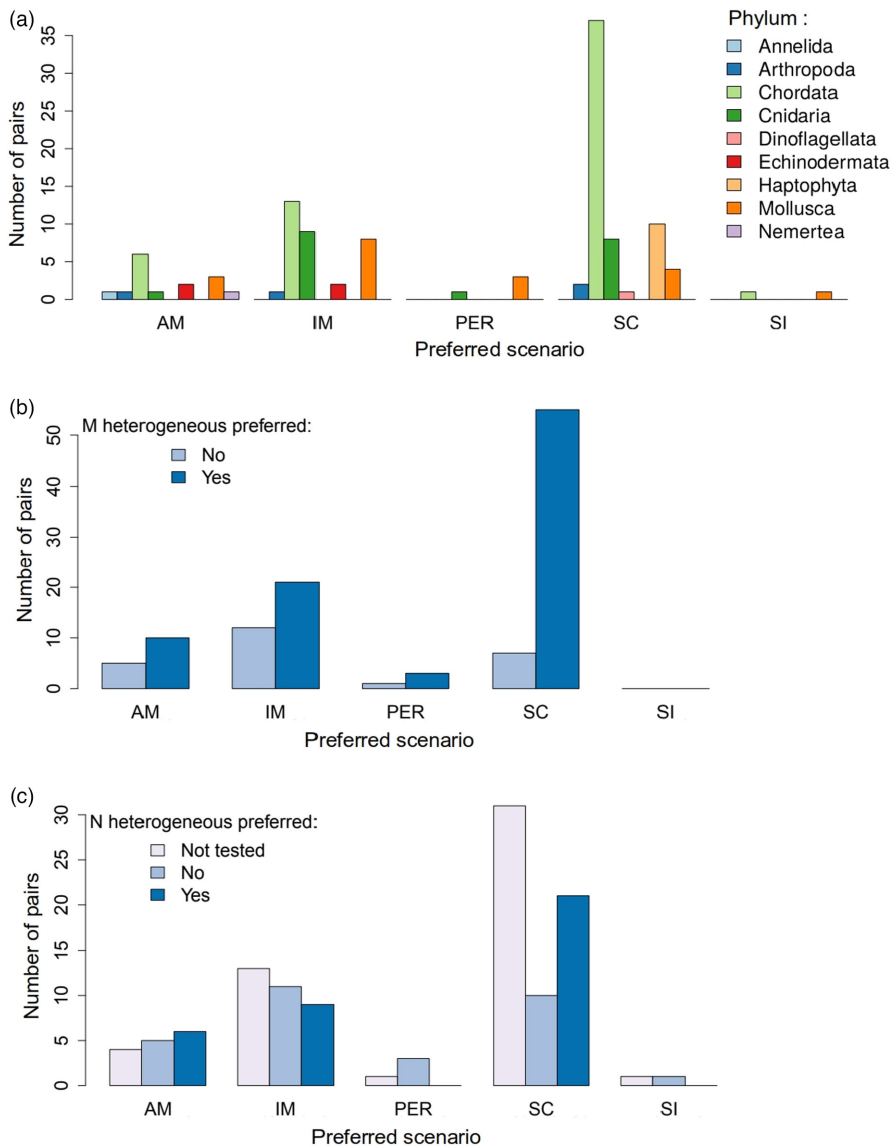 (a)
Number of pairs
35
30
25
20
15
10
5
0
AM IM PER SC SI
Preferred scenario
Phylum :
Annelida
Arthropoda
Chordata
Cnidaria
Dinoflagellata
Echinodermata
Haptophyta
Mollusca
Nemertea
(b)
Number of pairs
50
40
30
20
10
0
M heterogeneous preferred:
No
Yes
AM IM PER SC SI
Preferred scenario
(c)
Number of pairs
30
25
20
15
10
5
0
N heterogeneous preferred:
Not tested
No
Yes
AM IM PER SC SI
Preferred scenario